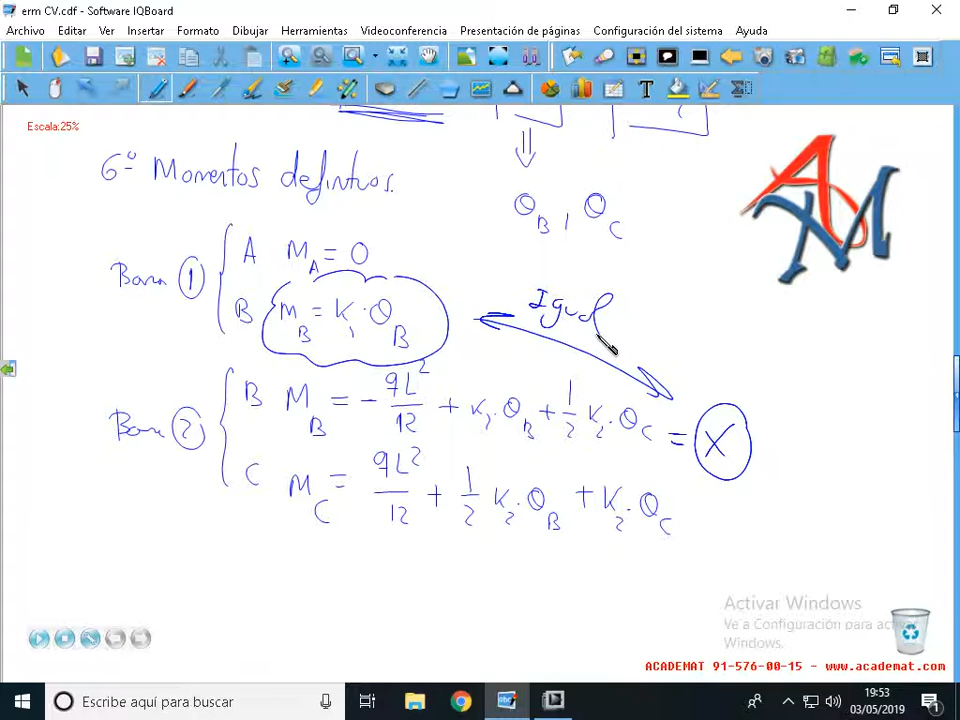 erm CV.cdf - Software IQBoard
Archivo Editar Ver Insertar Formato Dibujar Herramientas Videoconferencia Presentación de páginas Configuración del sistema Ayuda
Escala:25%
6º Momentos definitivos.
θB, θC
Barra 1 { A MA = 0
B MB = K1 · θB
Igual
Barra 2 { B MB = - qL²/12 + K2 · θB + 1/2 K2 · θC = X
C MC = qL²/12 + 1/2 K2 · θB + K2 · θC
Activar Windows
Ve a Configuración para activar
Windows.
ACADEMAT 91-576-00-15 - www.academat.com
Escribe aquí para buscar
19:53
03/05/2019
1